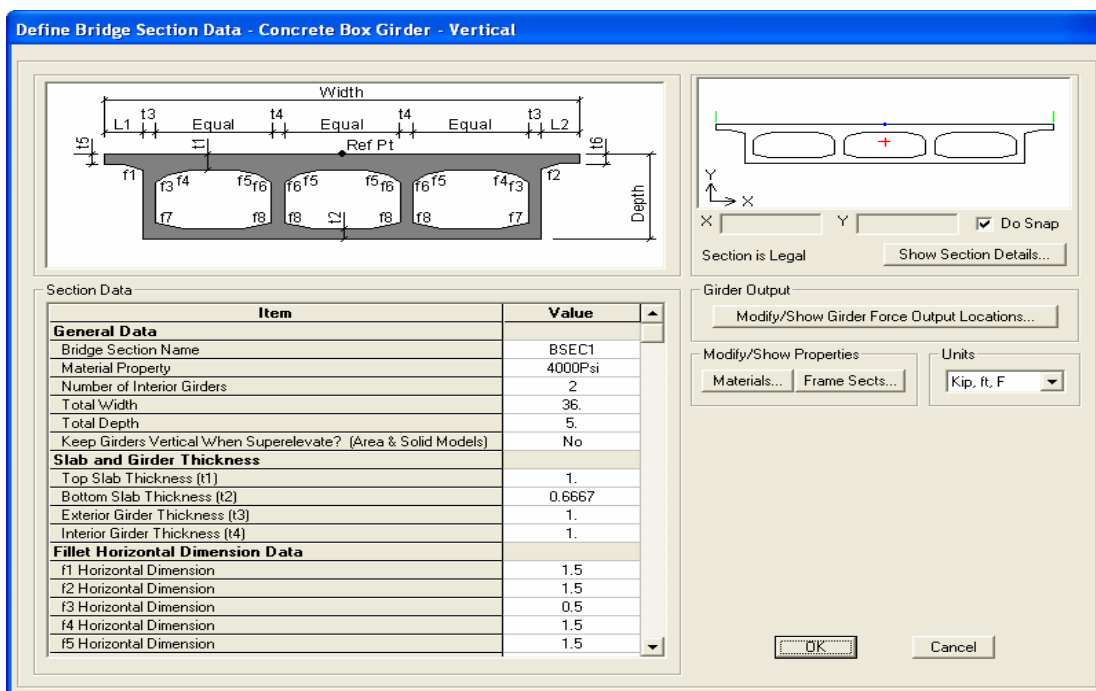 Define Bridge Section Data - Concrete Box Girder - Vertical
Width
L1 t3 Equal t4 Equal t4 Equal t3 L2
t5 t1 Ref Pt t6
f1 f3 f4 f5 f6 f6 f5 f5 f6 f6 f5 f4 f3 f2
f7 f8 f8 t2 f8 f8 f7 Depth
Y
X
X Y Do Snap
Section is Legal Show Section Details...
Section Data
Item Value
General Data
Bridge Section Name BSEC1
Material Property 4000Psi
Number of Interior Girders 2
Total Width 36.
Total Depth 5.
Keep Girders Vertical When Superelevate? (Area & Solid Models) No
Slab and Girder Thickness
Top Slab Thickness (t1) 1.
Bottom Slab Thickness (t2) 0.6667
Exterior Girder Thickness (t3) 1.
Interior Girder Thickness (t4) 1.
Fillet Horizontal Dimension Data
f1 Horizontal Dimension 1.5
f2 Horizontal Dimension 1.5
f3 Horizontal Dimension 0.5
f4 Horizontal Dimension 1.5
f5 Horizontal Dimension 1.5
Girder Output
Modify/Show Girder Force Output Locations...
Modify/Show Properties
Materials... Frame Sects...
Units
Kip, ft, F
OK Cancel